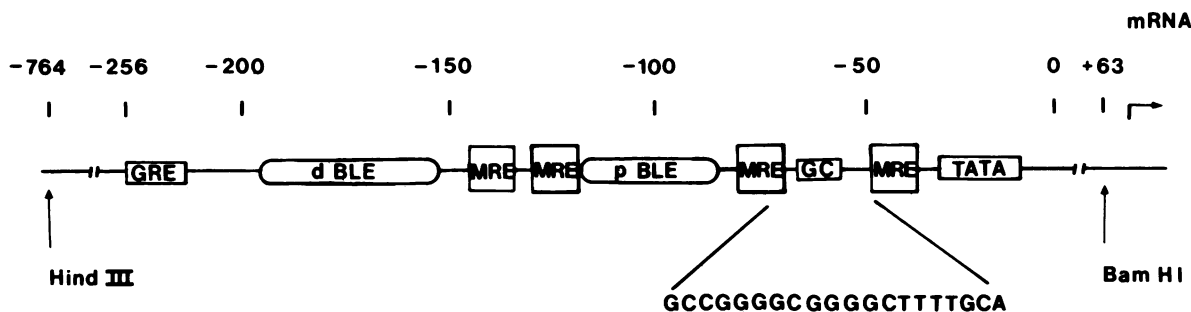 mRNA
-764 -256 -200 -150 -100 -50 0 +63
GRE d BLE MRE MRE p BLE MRE GC MRE TATA
Hind III Bam HI
GCCGGGGCGGGGCTTTTGCA